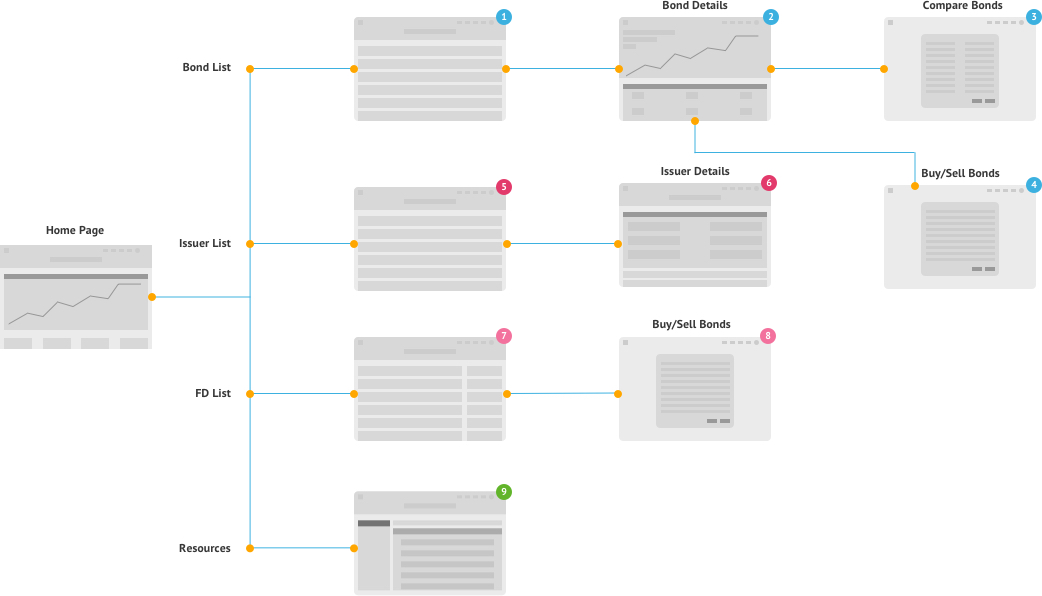 Bond Details
Compare Bonds
1
2
3
Bond List
Issuer Details
Buy/Sell Bonds
5
6
4
Home Page
Issuer List
Buy/Sell Bonds
7
8
FD List
9
Resources